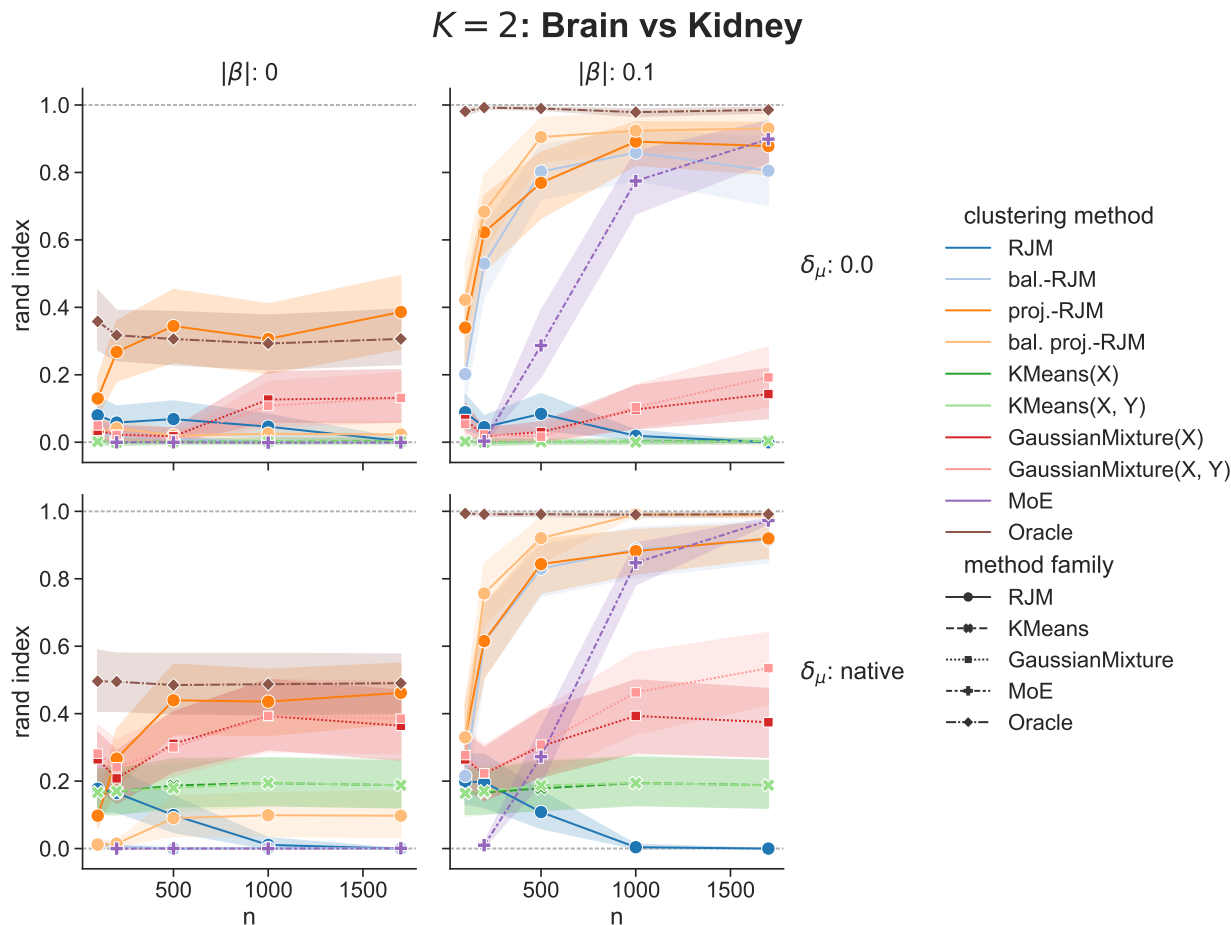 K = 2: Brain vs Kidney
|β|: 0
|β|: 0.1
1.0
0.8
0.6
0.4
0.2
0.0
rand index
δμ: 0.0
1.0
0.8
0.6
0.4
0.2
0.0
rand index
δμ: native
500
1000
1500
n
500
1000
1500
n
clustering method
RJM
bal.-RJM
proj.-RJM
bal. proj.-RJM
KMeans(X)
KMeans(X, Y)
GaussianMixture(X)
GaussianMixture(X, Y)
MoE
Oracle
method family
RJM
KMeans
GaussianMixture
MoE
Oracle